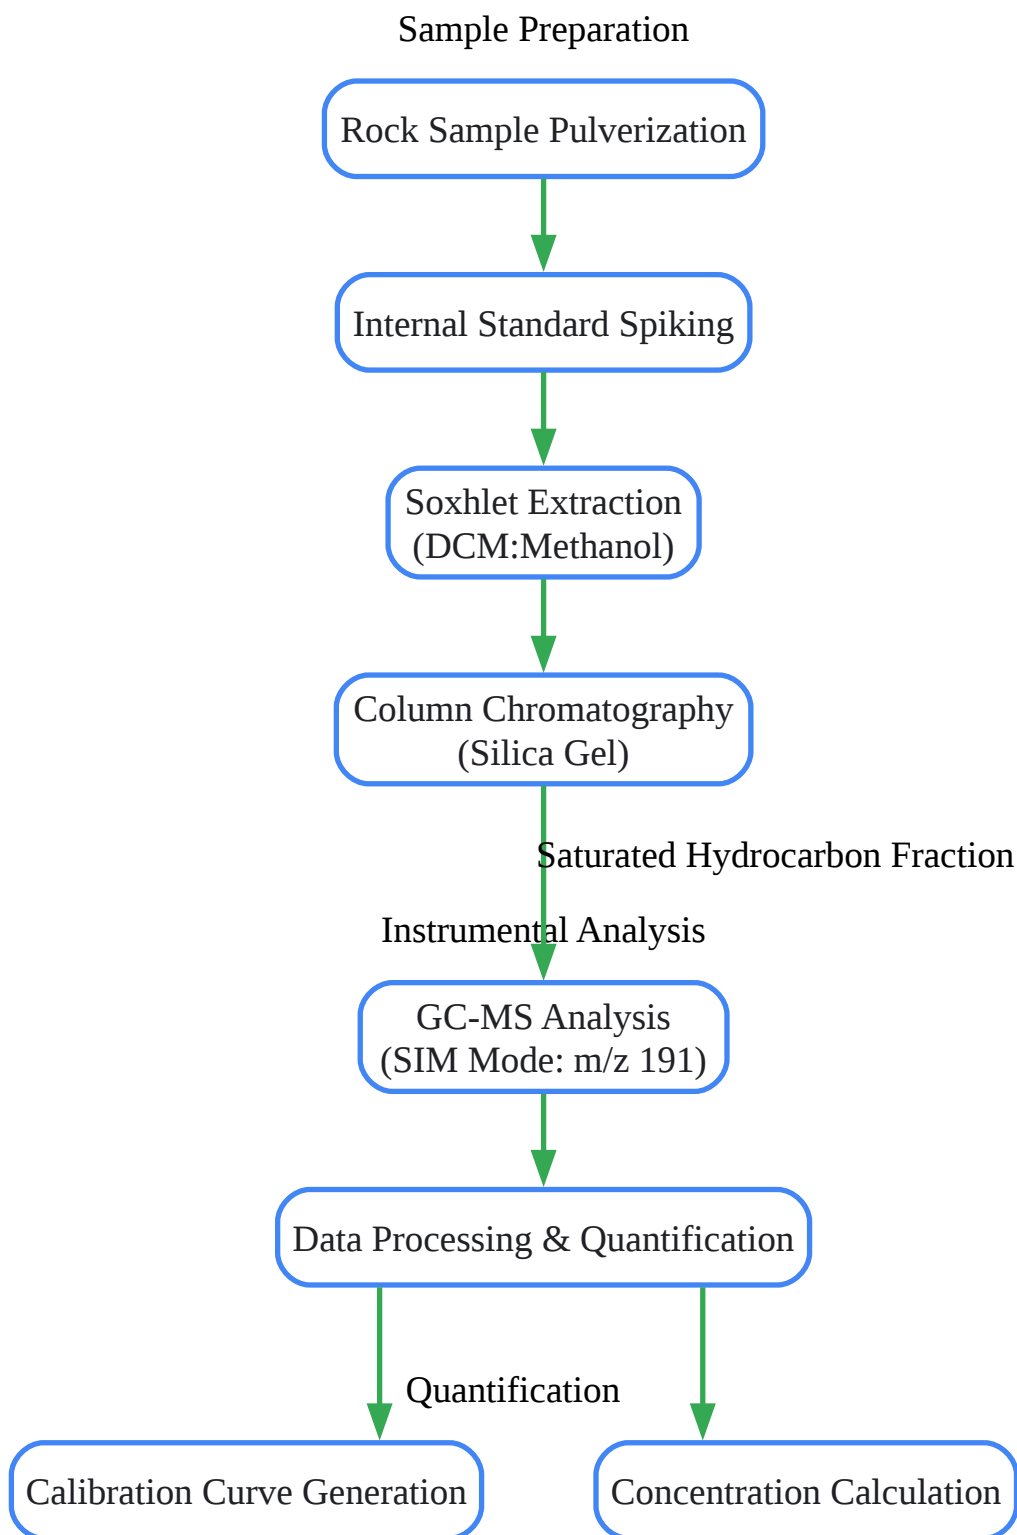 Sample Preparation
Rock Sample Pulverization
Internal Standard Spiking
Soxhlet Extraction
(DCM:Methanol)
Column Chromatography
(Silica Gel)
Saturated Hydrocarbon Fraction
Instrumental Analysis
GC-MS Analysis
(SIM Mode: m/z 191)
Data Processing & Quantification
Quantification
Calibration Curve Generation
Concentration Calculation